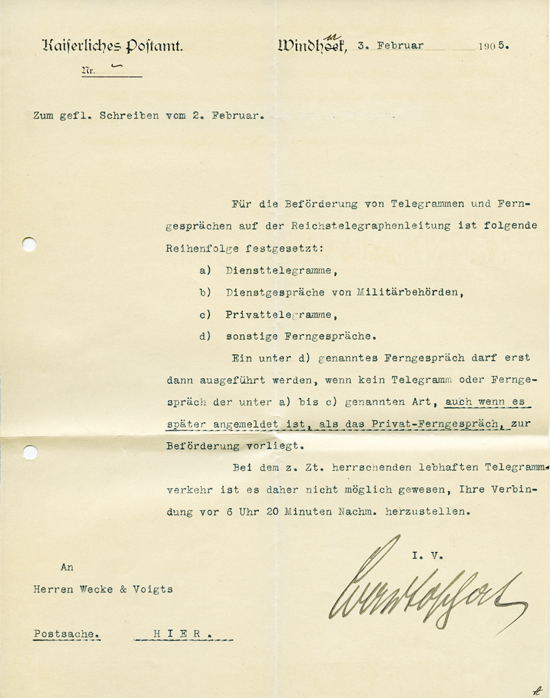 Kaiserliches Postamt.
Nr.
Windhuk, 3. Februar 1905.
Zum gefl. Schreiben vom 2. Februar.
Für die Beförderung von Telegrammen und Fern-
gesprächen auf der Reichstelegraphenleitung ist folgende
Reihenfolge festgesetzt:
a) Diensttelegramme,
b) Dienstgespräche von Militärbehörden,
c) Privattelegramme,
d) sonstige Ferngespräche.
Ein unter d) genanntes Ferngespräch darf erst
dann ausgeführt werden, wenn kein Telegramm oder Fernge-
spräch der unter a) bis c) genannten Art, auch wenn es
später angemeldet ist, als das Privat-Ferngespräch, zur
Beförderung vorliegt.
Bei dem z. Zt. herrschenden lebhaften Telegramm-
verkehr ist es daher nicht möglich gewesen, Ihre Verbin-
dung vor 6 Uhr 20 Minuten Nachm. herzustellen.
I. V.
An
Herren Wecke & Voigts
Postsache. HIER.